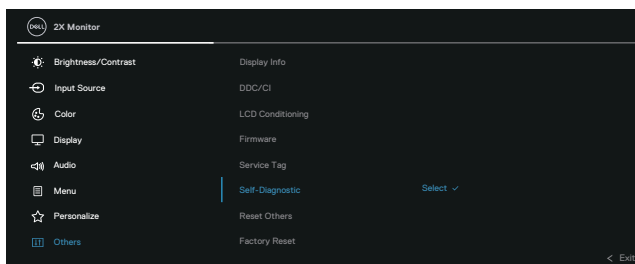 DELL 2X Monitor
Brightness/Contrast Display Info
Input Source DDC/CI
Color LCD Conditioning
Display Firmware
Audio Service Tag
Menu Self-Diagnostic Select ✓
Personalize Reset Others
Others Factory Reset
< Exit